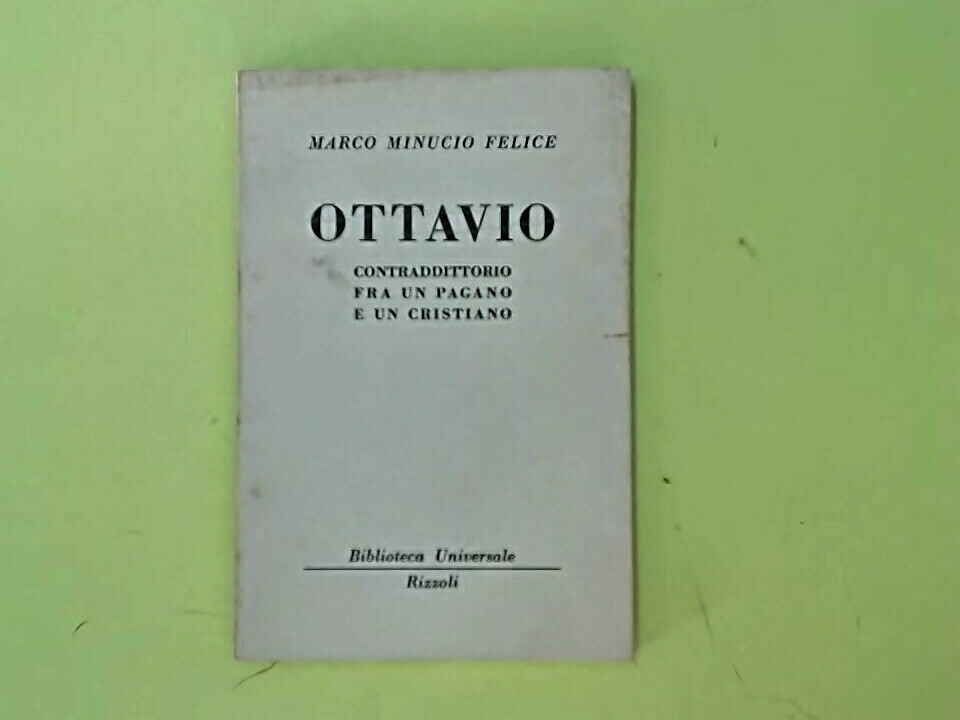 MARCO MINUCIO FELICE
OTTAVIO
CONTRADDITTORIO
FRA UN PAGANO
E UN CRISTIANO
Biblioteca Universale
Rizzoli